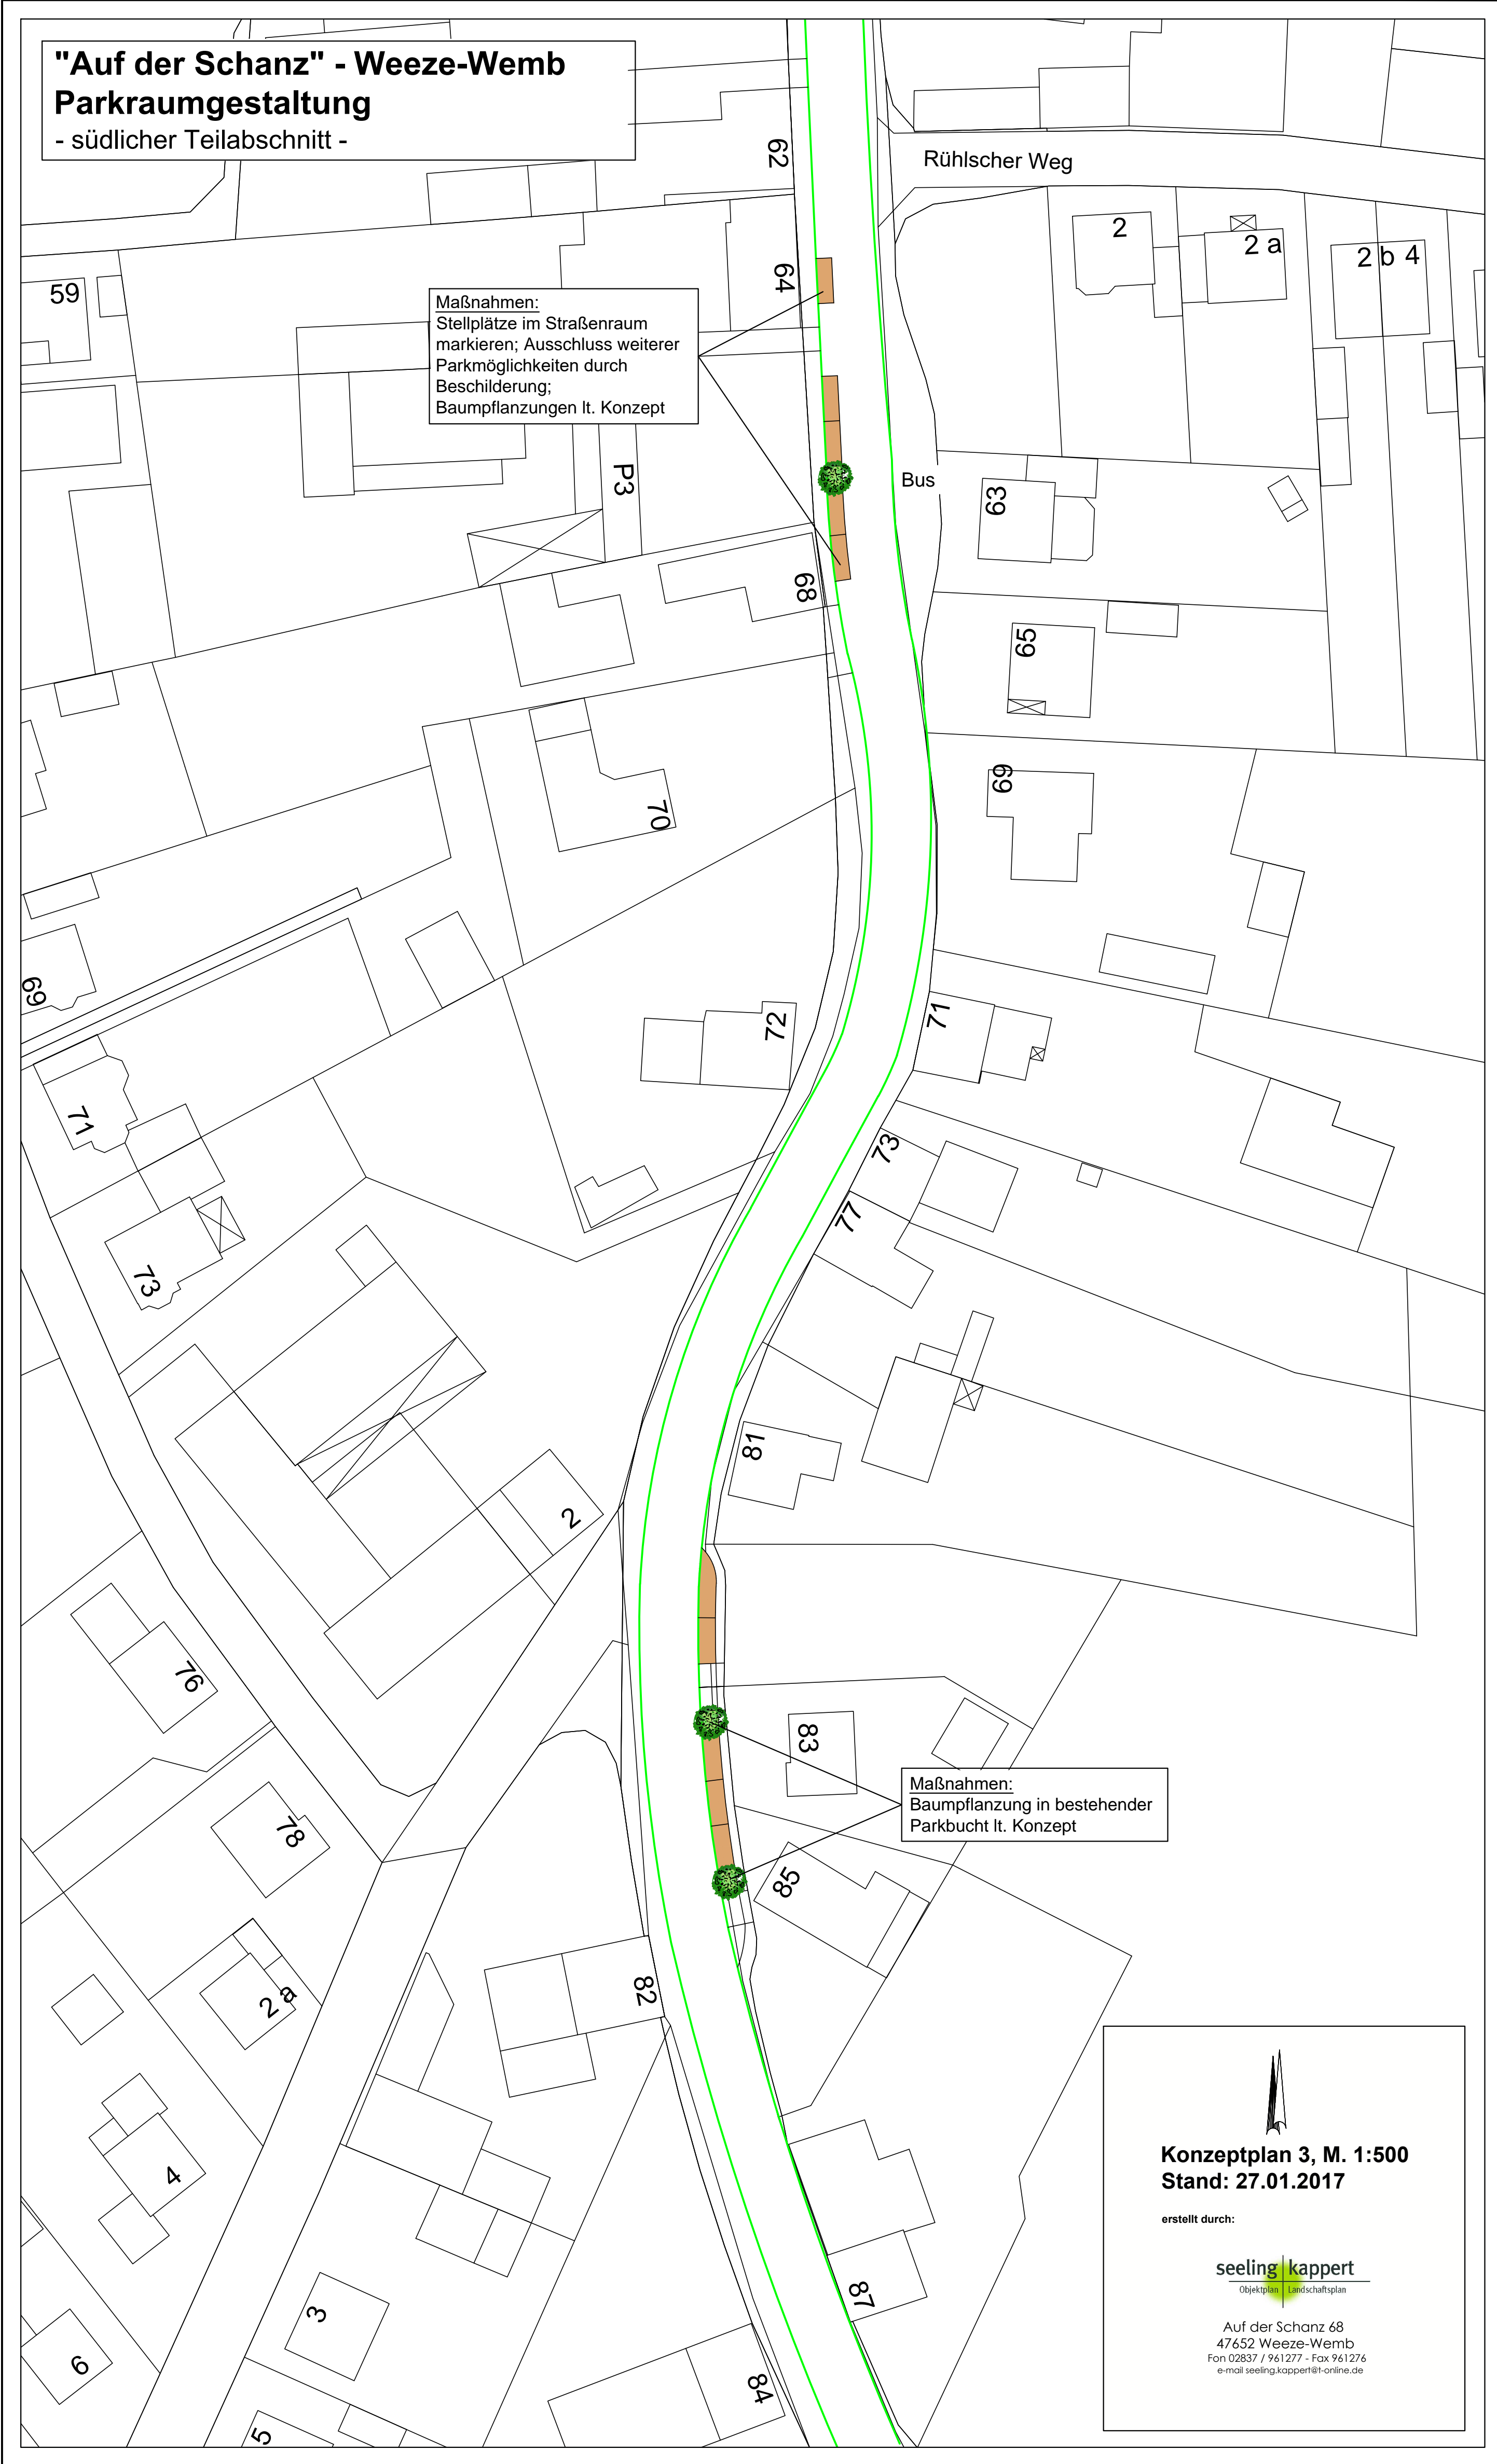 "Auf der Schanz" - Weeze-Wemb
Parkraumgestaltung
- südlicher Teilabschnitt -
62
Rühlscher Weg
2
2 a
2 b 4
59
64
Maßnahmen:
Stellplätze im Straßenraum
markieren; Ausschluss weiterer
Parkmöglichkeiten durch
Beschilderung;
Baumpflanzungen lt. Konzept
P3
Bus
63
68
65
69
70
69
72
71
71
73
77
73
81
2
76
83
Maßnahmen:
Baumpflanzung in bestehender
Parkbucht lt. Konzept
78
85
82
2 a
4
87
3
6
84
5
Konzeptplan 3, M. 1:500
Stand: 27.01.2017
erstellt durch:
seeling kappert
Objektplan Landschaftsplan
Auf der Schanz 68
47652 Weeze-Wemb
Fon 02837 / 961277 - Fax 961276
e-mail seeling.kappert@t-online.de